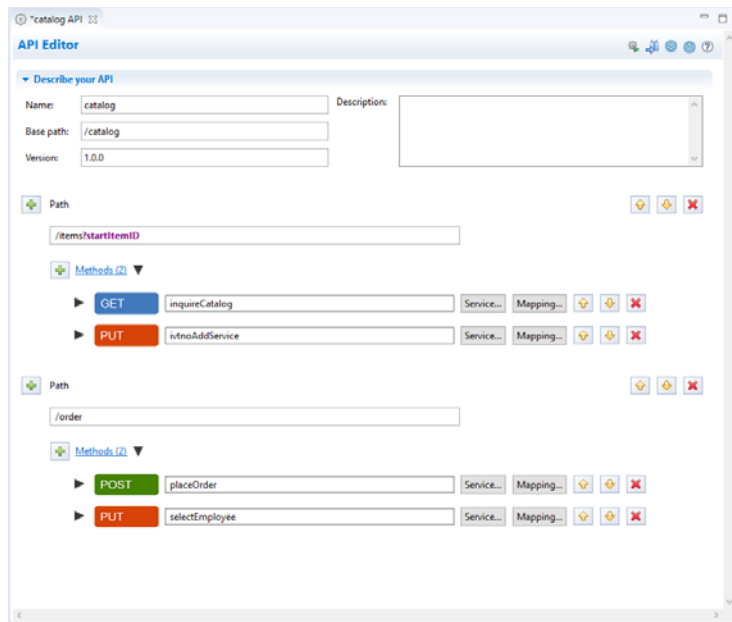 *catalog API
API Editor
Describe your API
Name: catalog Description:
Base path: /catalog
Version: 1.0.0
Path
/items?startItemID
Methods (2)
GET inquireCatalog Service... Mapping...
PUT ivtnoAddService Service... Mapping...
Path
/order
Methods (2)
POST placeOrder Service... Mapping...
PUT selectEmployee Service... Mapping...